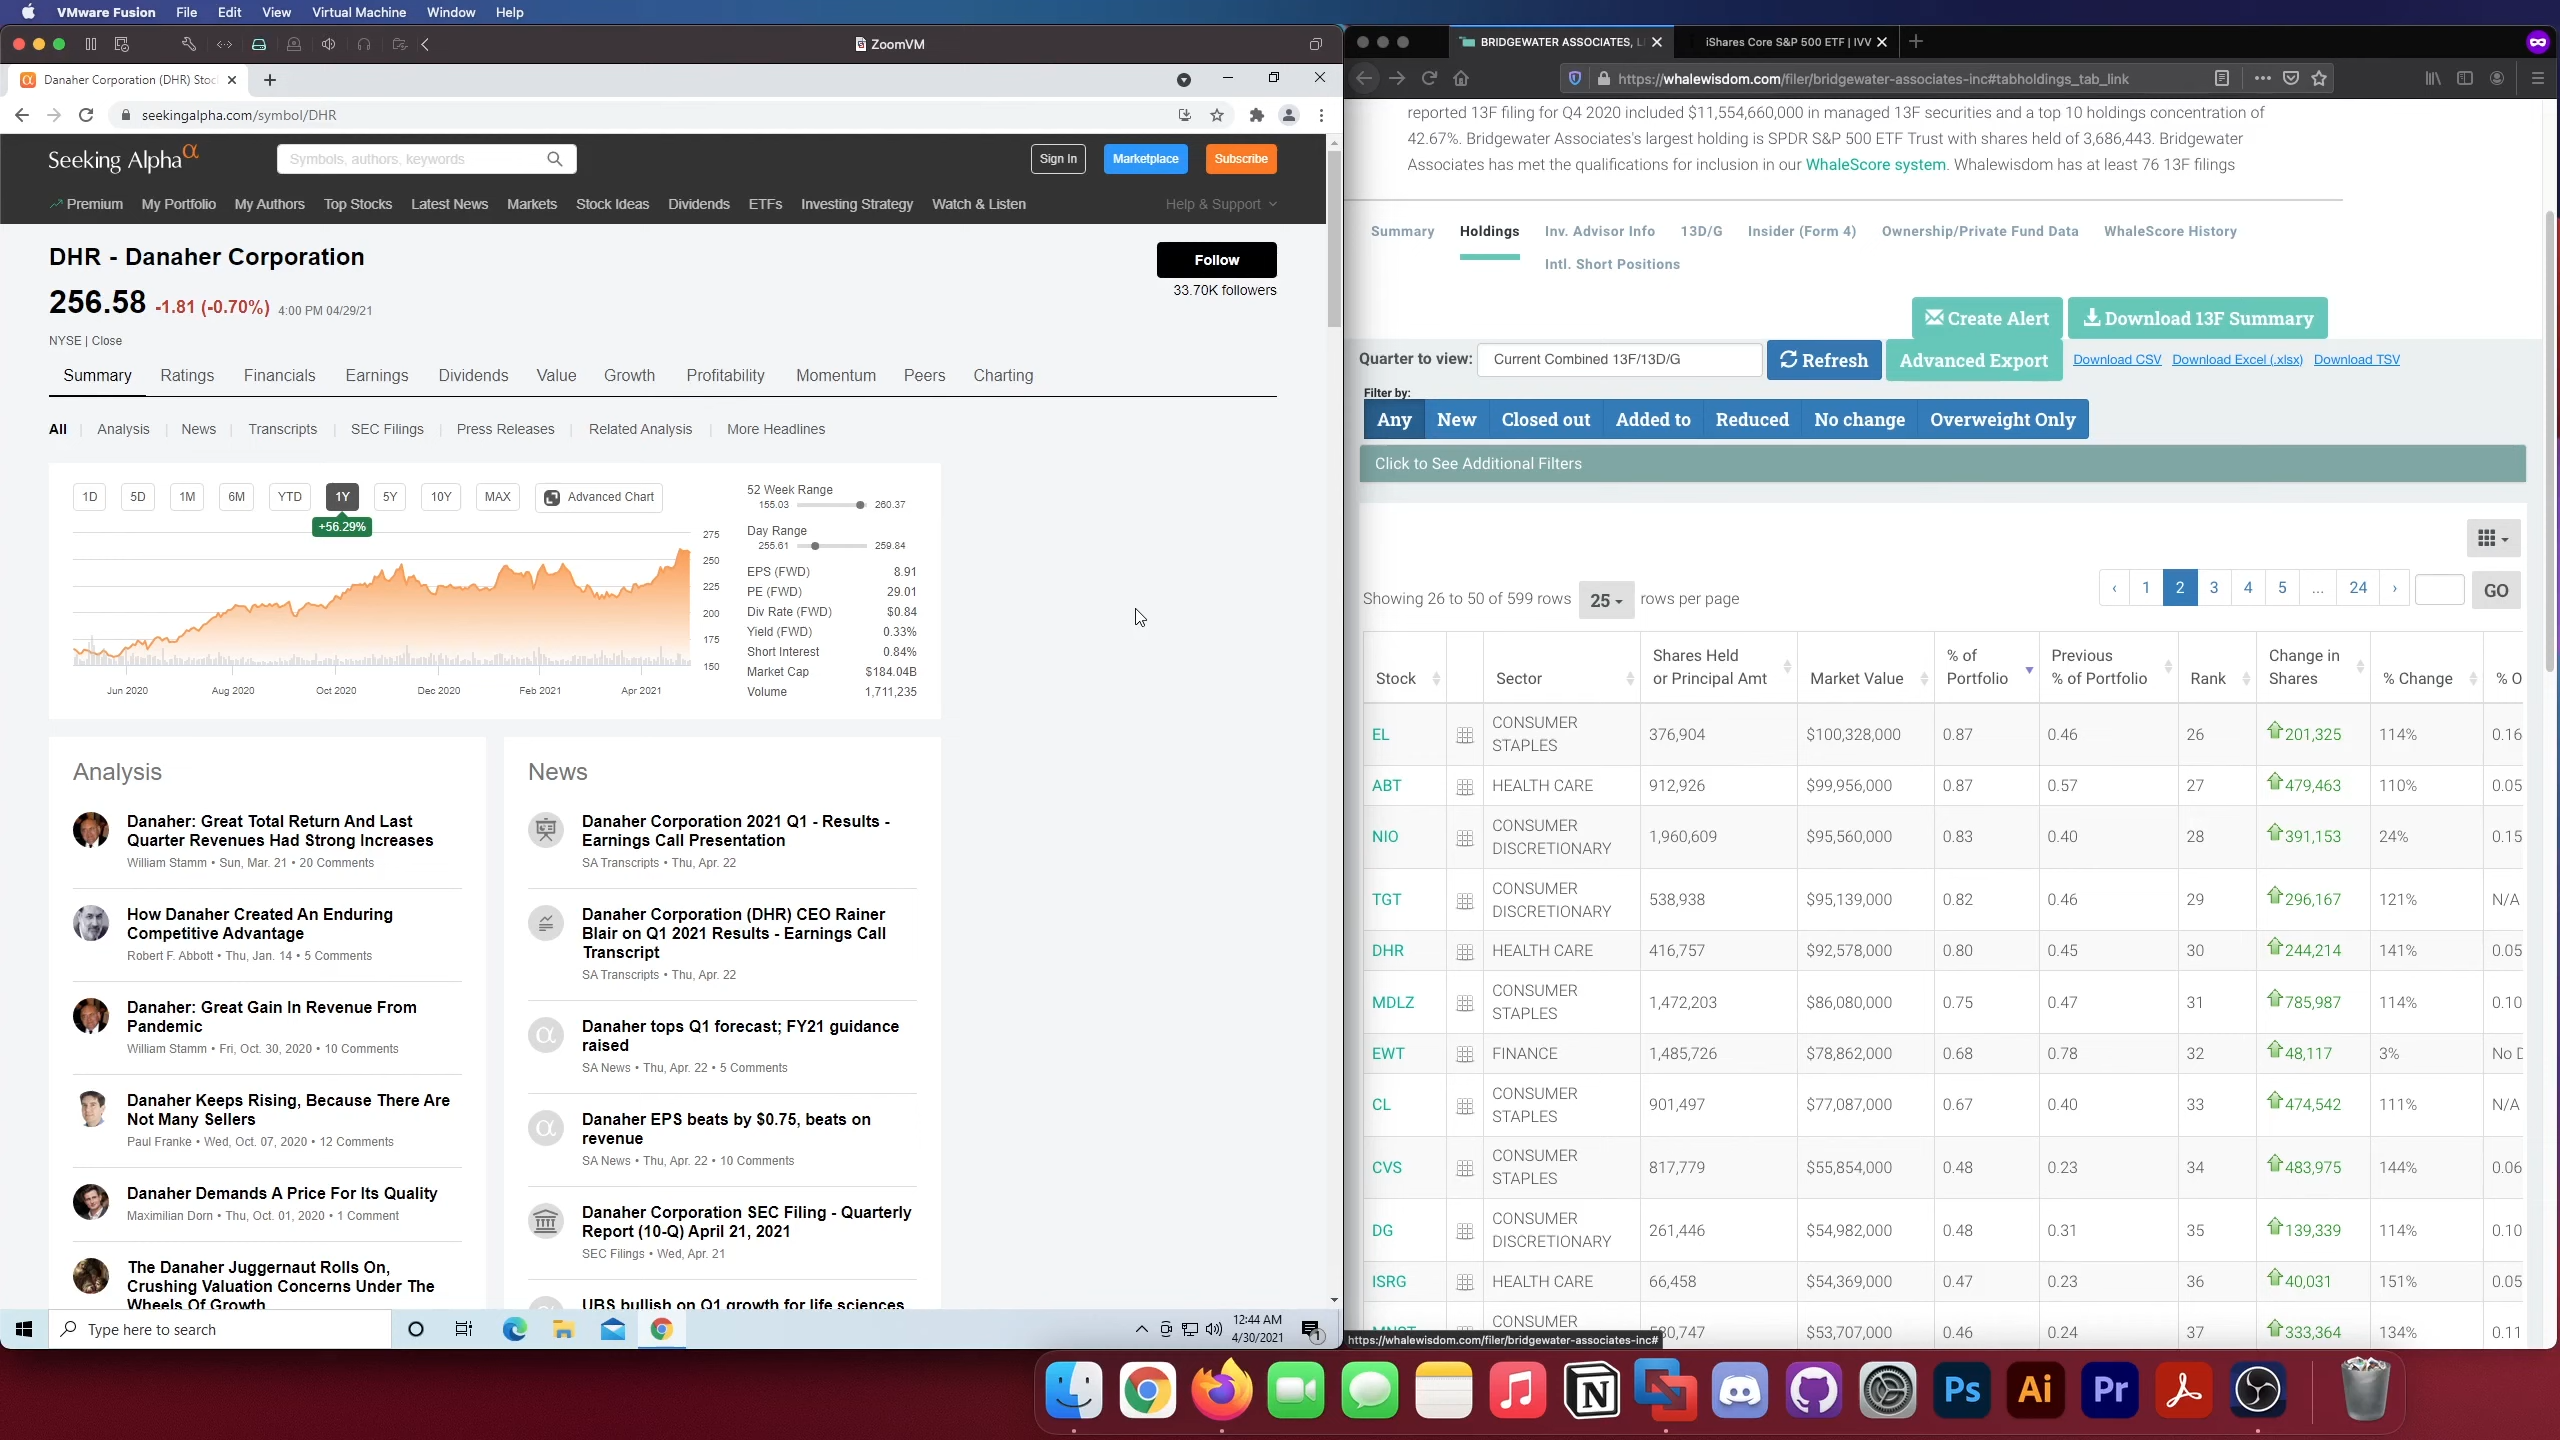 VMware Fusion File Edit View Virtual Machine Window Help
ZoomVM
Danaher Corporation (DHR) Stoc
seekingalpha.com/symbol/DHR
Seeking Alpha α
Symbols, authors, keywords
Sign In
Marketplace
Subscribe
Premium My Portfolio My Authors Top Stocks Latest News Markets Stock Ideas Dividends ETFs Investing Strategy Watch & Listen Help & Support
DHR - Danaher Corporation
Follow
256.58 -1.81 (-0.70%) 4:00 PM 04/29/21
33.70K followers
NYSE | Close
Summary Ratings Financials Earnings Dividends Value Growth Profitability Momentum Peers Charting
All Analysis News Transcripts SEC Filings Press Releases Related Analysis More Headlines
1D 5D 1M 6M YTD 1Y 5Y 10Y MAX Advanced Chart
+56.29%
275
250
225
200
175
150
Jun 2020 Aug 2020 Oct 2020 Dec 2020 Feb 2021 Apr 2021
52 Week Range
155.03 260.37
Day Range
255.61 259.84
EPS (FWD) 8.91
PE (FWD) 29.01
Div Rate (FWD) $0.84
Yield (FWD) 0.33%
Short Interest 0.84%
Market Cap $184.04B
Volume 1,711,235
Analysis
Danaher: Great Total Return And Last
Quarter Revenues Had Strong Increases
William Stamm • Sun, Mar. 21 • 20 Comments
How Danaher Created An Enduring
Competitive Advantage
Robert F. Abbott • Thu, Jan. 14 • 5 Comments
Danaher: Great Gain In Revenue From
Pandemic
William Stamm • Fri, Oct. 30, 2020 • 10 Comments
Danaher Keeps Rising, Because There Are
Not Many Sellers
Paul Franke • Wed, Oct. 07, 2020 • 12 Comments
Danaher Demands A Price For Its Quality
Maximilian Dorn • Thu, Oct. 01, 2020 • 1 Comment
The Danaher Juggernaut Rolls On,
Crushing Valuation Concerns Under The
Wheels Of Growth
News
Danaher Corporation 2021 Q1 - Results -
Earnings Call Presentation
SA Transcripts • Thu, Apr. 22
Danaher Corporation (DHR) CEO Rainer
Blair on Q1 2021 Results - Earnings Call
Transcript
SA Transcripts • Thu, Apr. 22
Danaher tops Q1 forecast; FY21 guidance
raised
SA News • Thu, Apr. 22 • 5 Comments
Danaher EPS beats by $0.75, beats on
revenue
SA News • Thu, Apr. 22 • 10 Comments
Danaher Corporation SEC Filing - Quarterly
Report (10-Q) April 21, 2021
SEC Filings • Wed, Apr. 21
UBS bullish on Q1 growth for life sciences
Type here to search
12:44 AM
4/30/2021
1
BRIDGEWATER ASSOCIATES, L
iShares Core S&P 500 ETF | IVV
https://whalewisdom.com/filer/bridgewater-associates-inc#tabholdings_tab_link
reported 13F filing for Q4 2020 included $11,554,660,000 in managed 13F securities and a top 10 holdings concentration of
42.67%. Bridgewater Associates's largest holding is SPDR S&P 500 ETF Trust with shares held of 3,686,443. Bridgewater
Associates has met the qualifications for inclusion in our WhaleScore system. Whalewisdom has at least 76 13F filings
Summary Holdings Inv. Advisor Info 13D/G Insider (Form 4) Ownership/Private Fund Data WhaleScore History
Intl. Short Positions
Create Alert Download 13F Summary
Quarter to view: Current Combined 13F/13D/G Refresh Advanced Export Download CSV Download Excel (.xlsx) Download TSV
Filter by:
Any New Closed out Added to Reduced No change Overweight Only
Click to See Additional Filters
Showing 26 to 50 of 599 rows 25 rows per page
‹ 1 2 3 4 5 ... 24 › GO
Stock Sector Shares Held or Principal Amt Market Value % of Portfolio Previous % of Portfolio Rank Change in Shares % Change % O
EL CONSUMER STAPLES 376,904 $100,328,000 0.87 0.46 26 201,325 114% 0.16
ABT HEALTH CARE 912,926 $99,956,000 0.87 0.57 27 479,463 110% 0.05
NIO CONSUMER DISCRETIONARY 1,960,609 $95,560,000 0.83 0.40 28 391,153 24% 0.15
TGT CONSUMER DISCRETIONARY 538,938 $95,139,000 0.82 0.46 29 296,167 121% N/A
DHR HEALTH CARE 416,757 $92,578,000 0.80 0.45 30 244,214 141% 0.05
MDLZ CONSUMER STAPLES 1,472,203 $86,080,000 0.75 0.47 31 785,987 114% 0.10
EWT FINANCE 1,485,726 $78,862,000 0.68 0.78 32 48,117 3% No D
CL CONSUMER STAPLES 901,497 $77,087,000 0.67 0.40 33 474,542 111% N/A
CVS CONSUMER STAPLES 817,779 $55,854,000 0.48 0.23 34 483,975 144% 0.06
DG CONSUMER DISCRETIONARY 261,446 $54,982,000 0.48 0.31 35 139,339 114% 0.10
ISRG HEALTH CARE 66,458 $54,369,000 0.47 0.23 36 40,031 151% 0.05
CONSUMER 80,747 $53,707,000 0.46 0.24 37 333,364 134% 0.11
https://whalewisdom.com/filer/bridgewater-associates-inc#
Ps Ai Pr